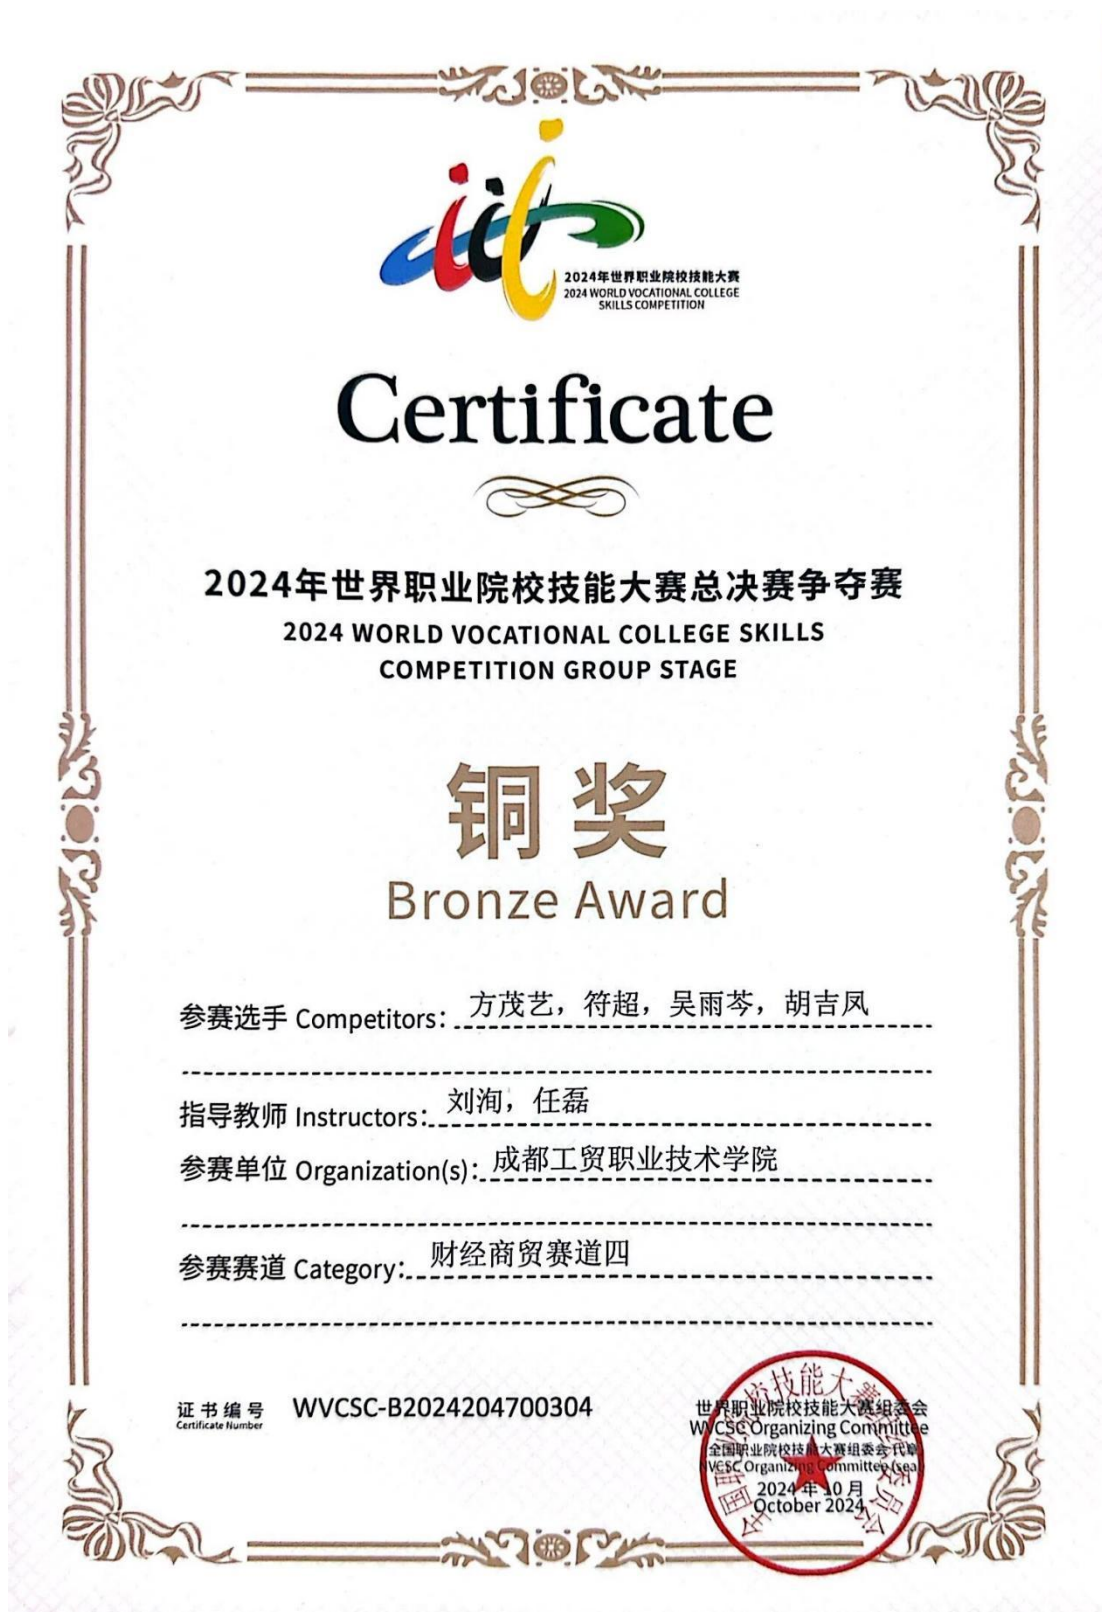 2024年世界职业院校技能大赛
2024 WORLD VOCATIONAL COLLEGE
SKILLS COMPETITION
Certificate
2024年世界职业院校技能大赛总决赛争夺赛
2024 WORLD VOCATIONAL COLLEGE SKILLS
COMPETITION GROUP STAGE
铜奖
Bronze Award
参赛选手 Competitors: 方茂艺，符超，吴雨芩，胡吉凤
指导教师 Instructors: 刘洵，任磊
参赛单位 Organization(s): 成都工贸职业技术学院
参赛赛道 Category: 财经商贸赛道四
证书编号 WVCSC-B2024204700304
Certificate Number
世界职业院校技能大赛组委会
WVCSC Organizing Committee
全国职业院校技能大赛组委会代章
NVCSC Organizing Committee (seal)
2024 年 10 月
October 2024